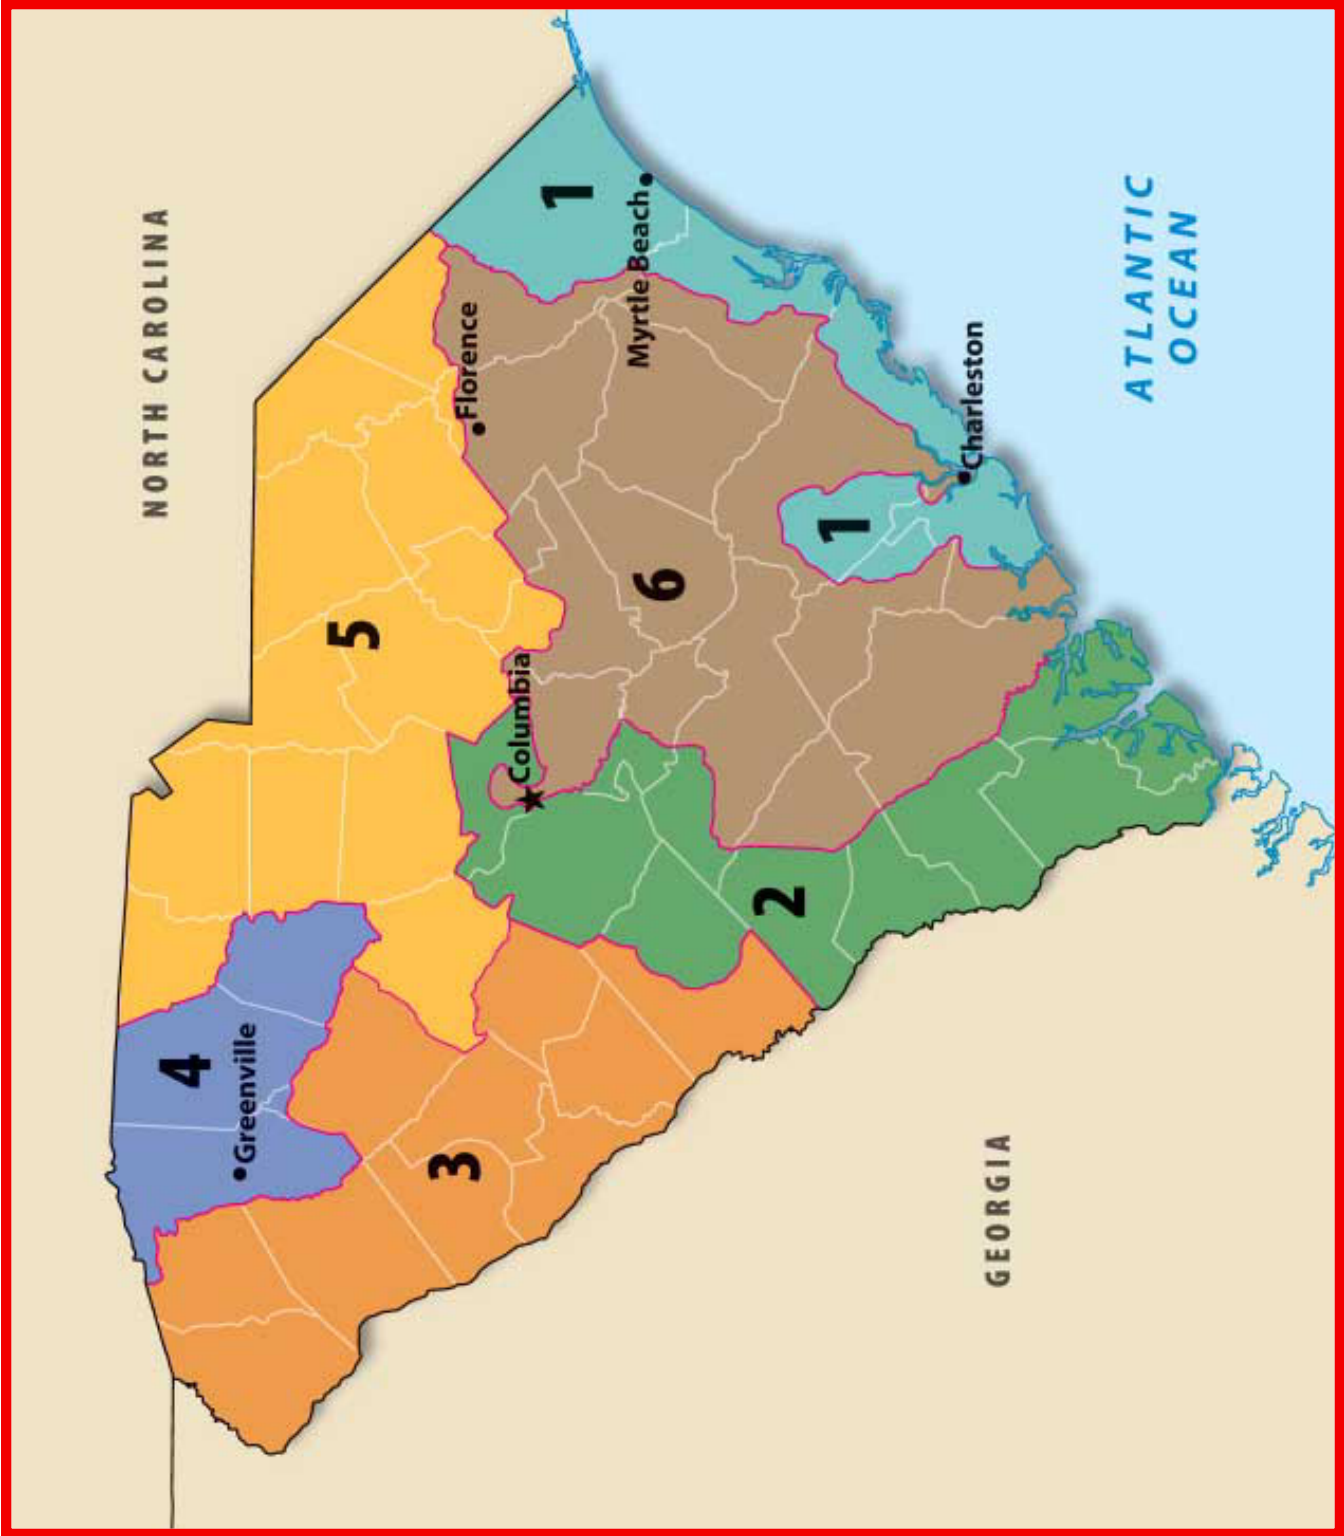 NORTH CAROLINA
4
Greenville
5
3
Florence
Columbia
1
Myrtle Beach
6
2
1
Charleston
GEORGIA
ATLANTIC
OCEAN